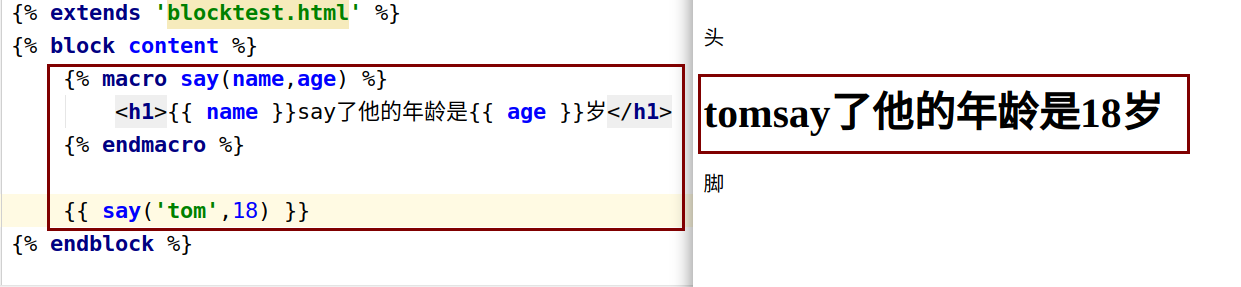 {% extends 'blocktest.html' %}
{% block content %}
{% macro say(name,age) %}
<h1>{{ name }}say了他的年龄是{{ age }}岁</h1>
{% endmacro %}
{{ say('tom',18) }}
{% endblock %}
头
tomsay了他的年龄是18岁
脚